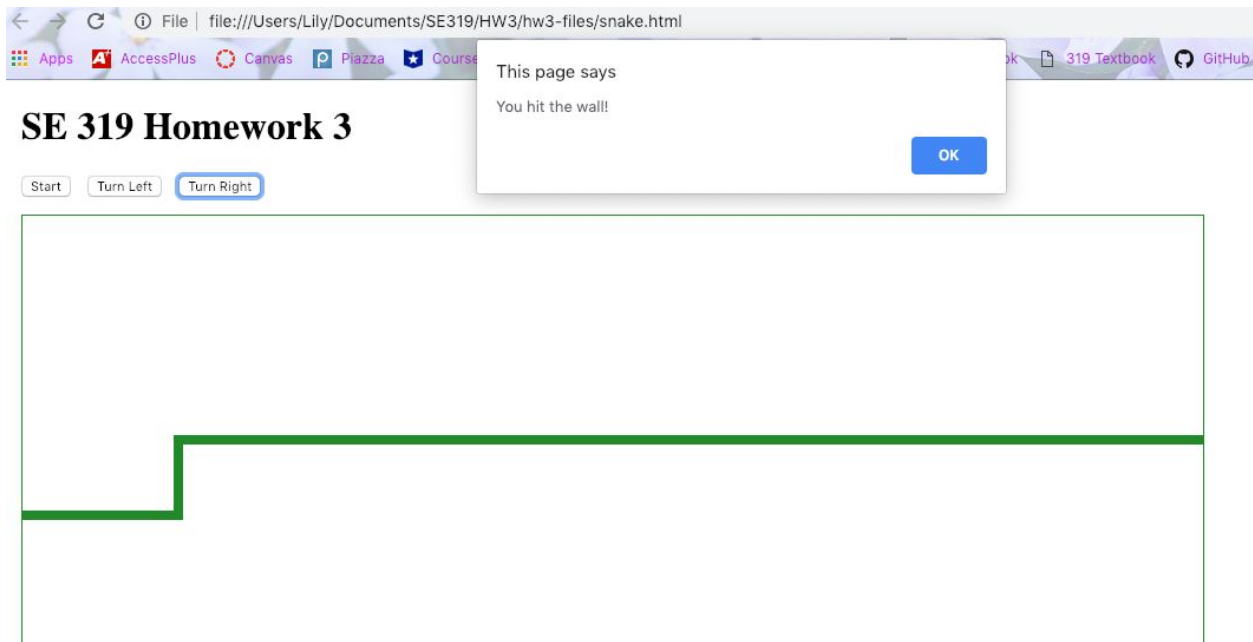 File file:///Users/Lily/Documents/SE319/HW3/hw3-files/snake.html
Apps AccessPlus Canvas Piazza Course 319 Textbook GitHub
This page says
You hit the wall!
OK
SE 319 Homework 3
Start Turn Left Turn Right